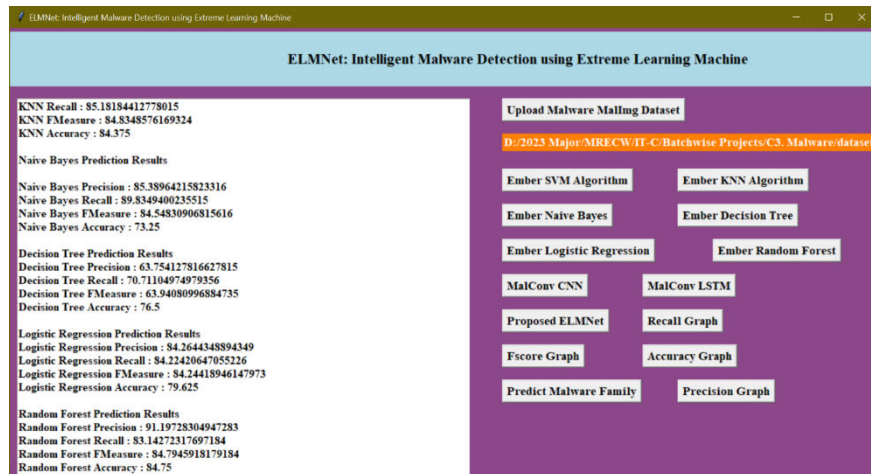 ELMNet: Intelligent Malware Detection using Extreme Learning Machine
ELMNet: Intelligent Malware Detection using Extreme Learning Machine
KNN Recall : 85.18184412778015
KNN FMeasure : 84.8348576169324
KNN Accuracy : 84.375
Naive Bayes Prediction Results
Naive Bayes Precision : 85.38964215823316
Naive Bayes Recall : 89.8349400235515
Naive Bayes FMeasure : 84.54830906815616
Naive Bayes Accuracy : 73.25
Decision Tree Prediction Results
Decision Tree Precision : 63.754127816627815
Decision Tree Recall : 70.71104974979356
Decision Tree FMeasure : 63.94080996884735
Decision Tree Accuracy : 76.5
Logistic Regression Prediction Results
Logistic Regression Precision : 84.2644348894349
Logistic Regression Recall : 84.22420647055226
Logistic Regression FMeasure : 84.24418946147973
Logistic Regression Accuracy : 79.625
Random Forest Prediction Results
Random Forest Precision : 91.19728304947283
Random Forest Recall : 83.14272317697184
Random Forest FMeasure : 84.7945918179184
Random Forest Accuracy : 84.75
Upload Malware MalImg Dataset
D:/2023 Major/MRECW/IT-C/Batchwise Projects/C3. Malware/dataset
Ember SVM Algorithm
Ember KNN Algorithm
Ember Naive Bayes
Ember Decision Tree
Ember Logistic Regression
Ember Random Forest
MalConv CNN
MalConv LSTM
Proposed ELMNet
Recall Graph
Fscore Graph
Accuracy Graph
Predict Malware Family
Precision Graph